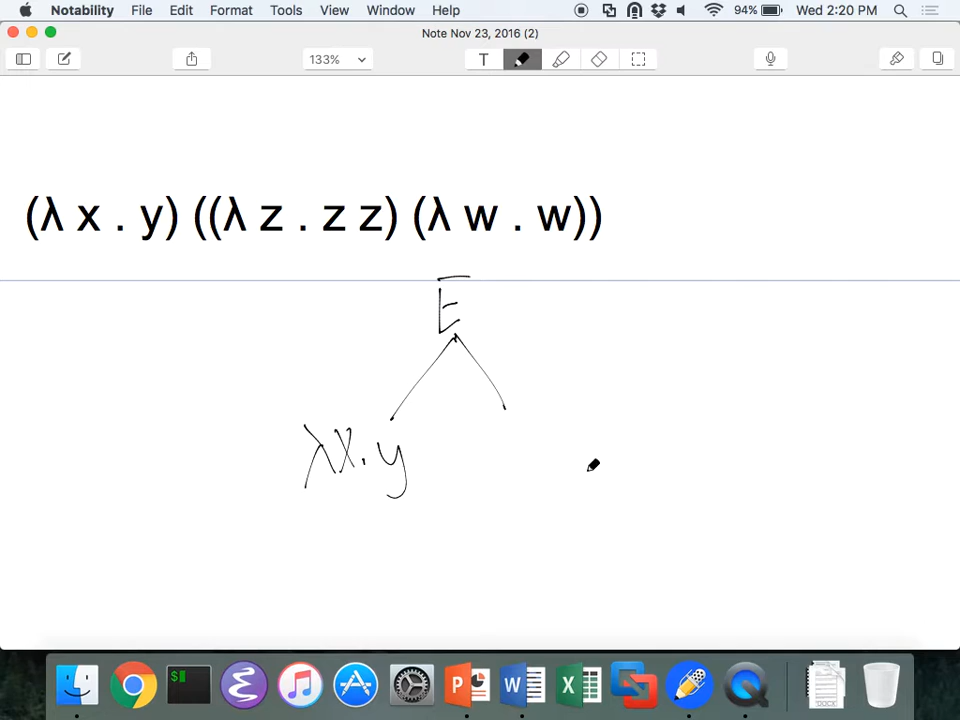 Notability File Edit Format Tools View Window Help 94% Wed 2:20 PM
Note Nov 23, 2016 (2)
133% T
(λ x . y) ((λ z . z z) (λ w . w))
E
λx.y
$
P W X